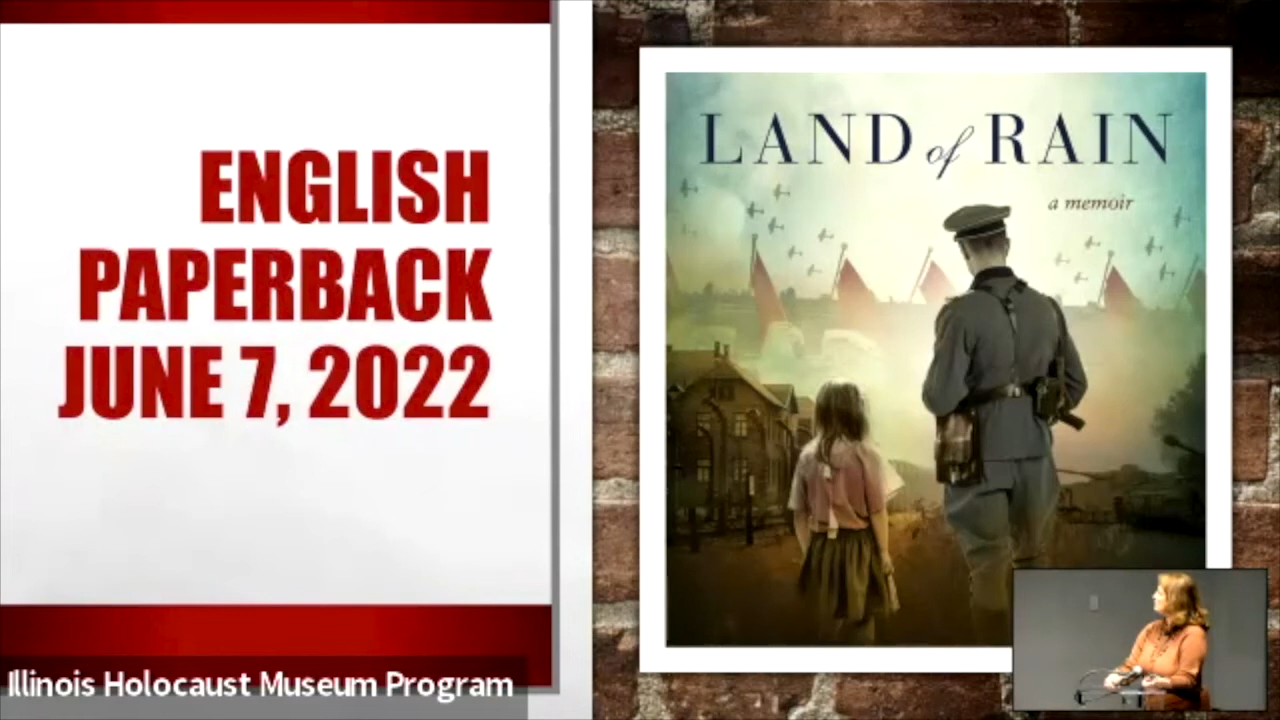 ENGLISH
PAPERBACK
JUNE 7, 2022
LAND of RAIN
a memoir
Illinois Holocaust Museum Program